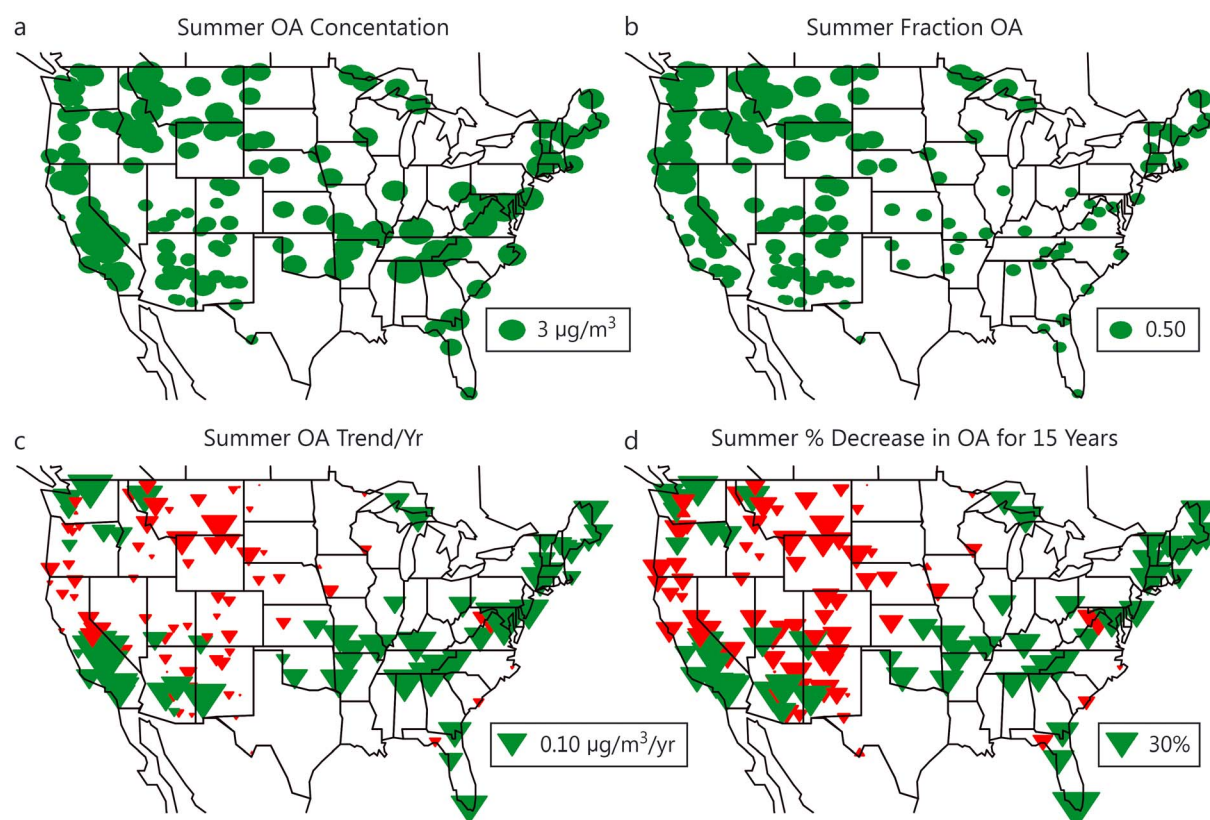 a
Summer OA Concentation
b
Summer Fraction OA
3 µg/m³
0.50
c
Summer OA Trend/Yr
d
Summer % Decrease in OA for 15 Years
0.10 µg/m³/yr
30%